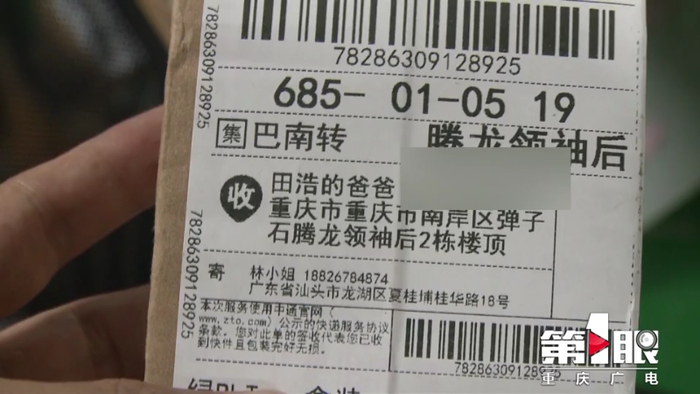 78286309128925
78286309128925
685- 01-05 19
集 巴南转 腾龙领袖后
收 田浩的爸爸
重庆市重庆市南岸区弹子
石腾龙领袖后2栋楼顶
78286309128925
寄 林小姐 18826784874
广东省汕头市龙湖区夏桂埔桂华路18号
本次服务使用中通官网(
www.zto.com)公示的快递服务协议
条款。您对此单的签收代表您已收
到快件且包装完好无损。
78286309128925
第1眼
重庆广电